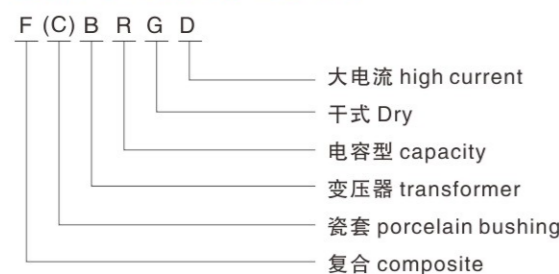 F (C) B R G D
大电流 high current
干式 Dry
电容型 capacity
变压器 transformer
瓷套 porcelain bushing
复合 composite